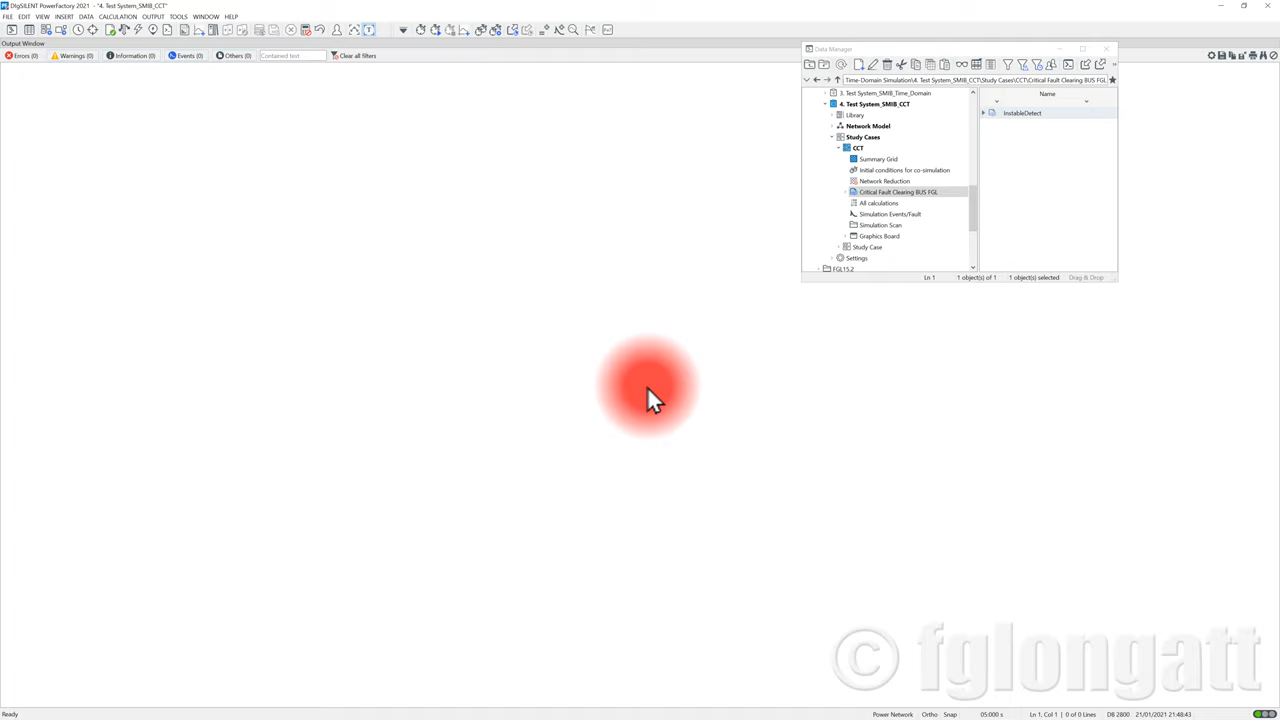 DIgSILENT PowerFactory 2021 - "4. Test System_SMIB_CCT"
FILE EDIT VIEW INSERT DATA CALCULATION OUTPUT TOOLS WINDOW HELP
Output Window
Errors (0) Warnings (0) Information (0) Events (0) Others (0) Contained text Clear all filters
Data Manager
Time-Domain Simulation\4. Test System_SMIB_CCT\Study Cases\CCT\Critical Fault Clearing BUS FGL
3. Test System_SMIB_Time_Domain
4. Test System_SMIB_CCT
Library
Network Model
Study Cases
CCT
Summary Grid
Initial conditions for co-simulation
Network Reduction
Critical Fault Clearing BUS FGL
All calculations
Simulation Events/Fault
Simulation Scan
Graphics Board
Study Case
Settings
FGL15.2
Name
InstableDetect
Ln 1 1 object(s) of 1 1 object(s) selected Drag & Drop
© fglongatt
Ready Power Network Ortho Snap 05:000 s Ln 1, Col 1 0 of 0 Lines DB 2800 21/01/2021 21:48:43